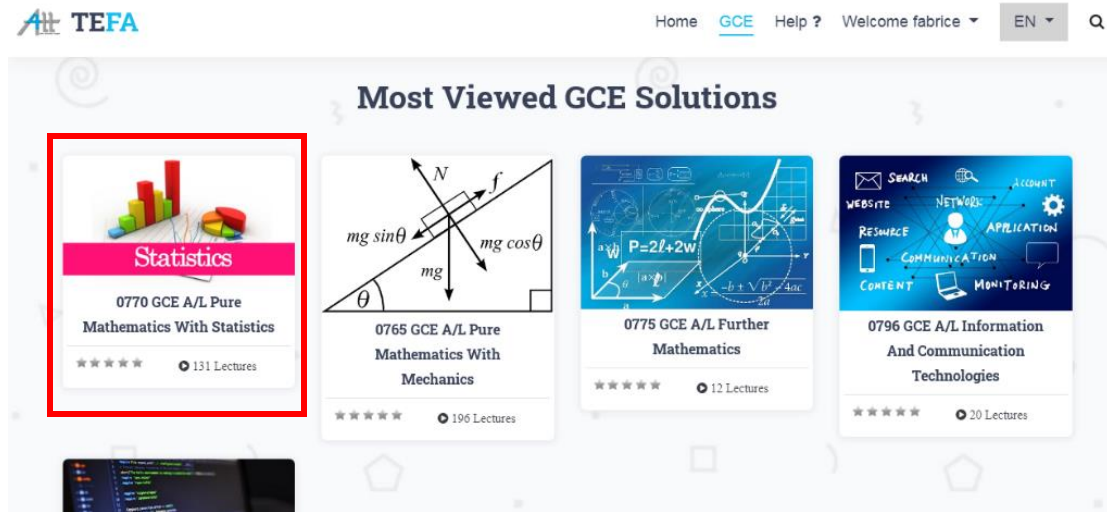 Att TEFA
Home GCE Help ? Welcome fabrice EN
Most Viewed GCE Solutions
Statistics
0770 GCE A/L Pure
Mathematics With Statistics
131 Lectures
N
f
mg sinθ
mg cosθ
mg
θ
0765 GCE A/L Pure
Mathematics With
Mechanics
196 Lectures
P=2ℓ+2w
0775 GCE A/L Further
Mathematics
12 Lectures
SEARCH
ACCOUNT
WEBSITE
NETWORK
RESOURCE
APPLICATION
COMMUNICATION
CONTENT
MONITORING
0796 GCE A/L Information
And Communication
Technologies
20 Lectures